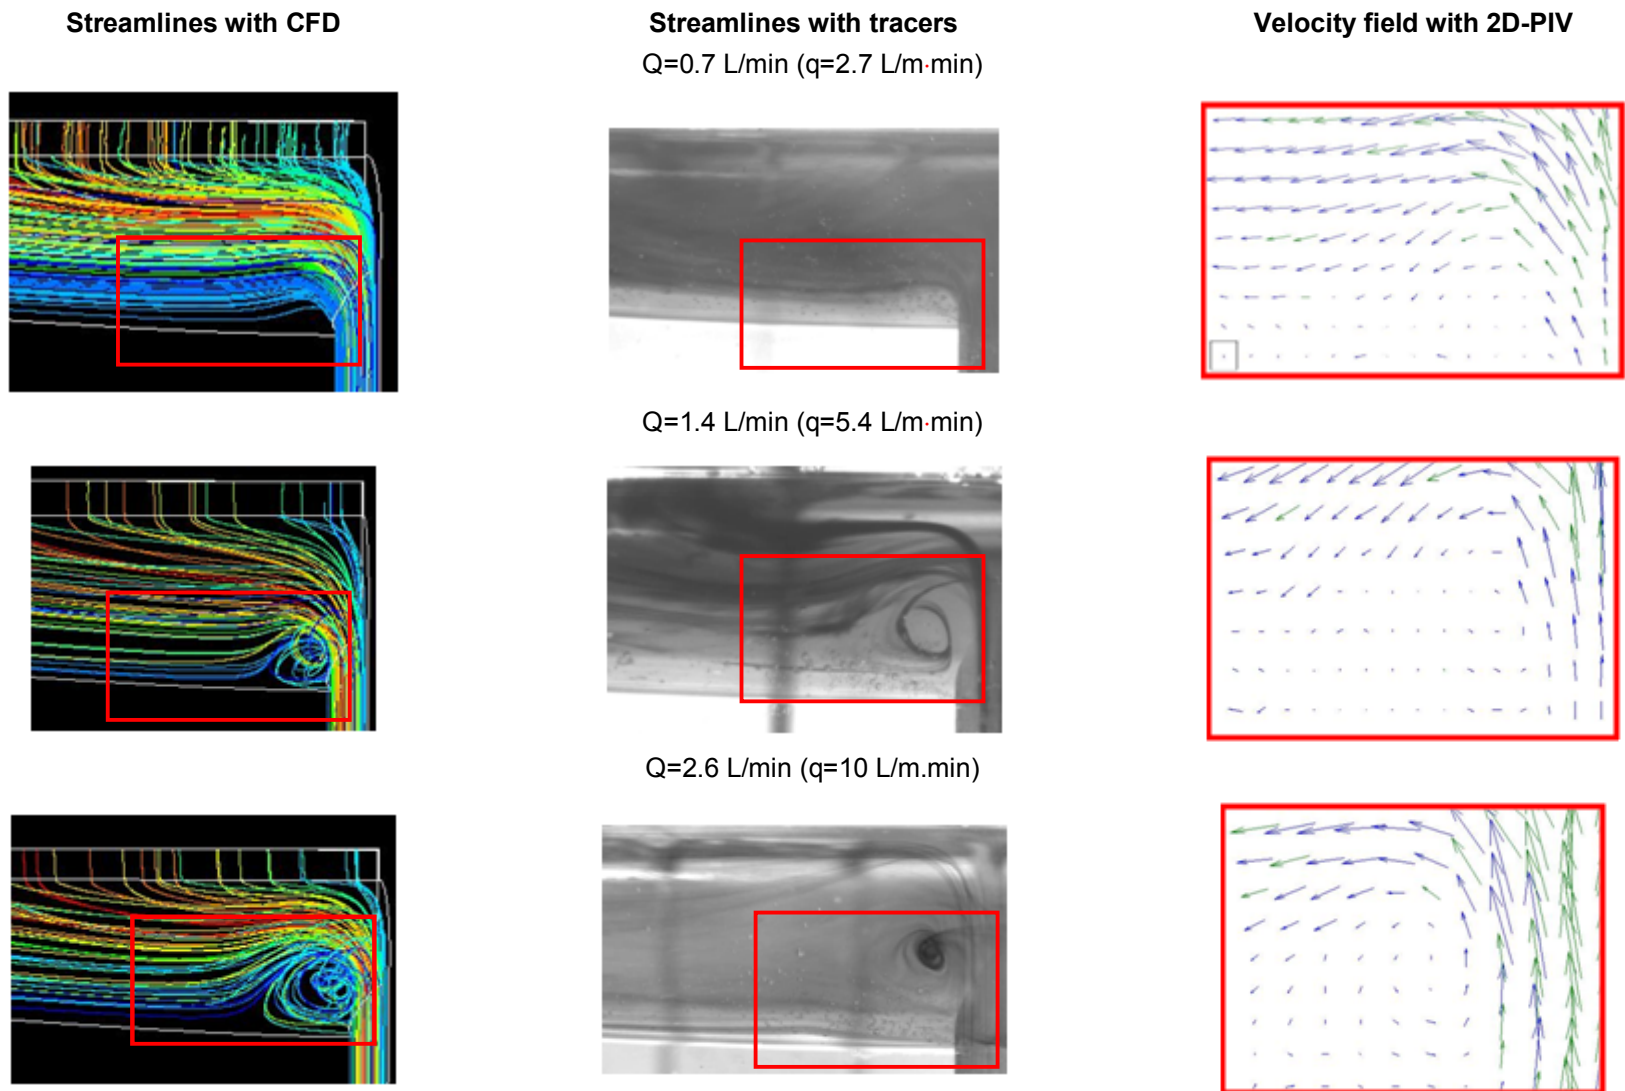 Streamlines with CFD
Streamlines with tracers
Velocity field with 2D-PIV
Q=0.7 L/min (q=2.7 L/m·min)
Q=1.4 L/min (q=5.4 L/m·min)
Q=2.6 L/min (q=10 L/m.min)